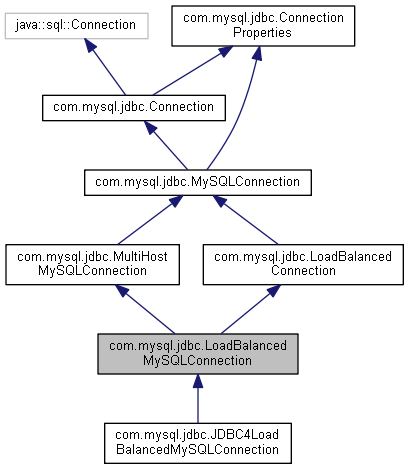 java::sql::Connection
com.mysql.jdbc.Connection
Properties
com.mysql.jdbc.Connection
com.mysql.jdbc.MySQLConnection
com.mysql.jdbc.MultiHost
MySQLConnection
com.mysql.jdbc.LoadBalanced
Connection
com.mysql.jdbc.LoadBalanced
MySQLConnection
com.mysql.jdbc.JDBC4Load
BalancedMySQLConnection